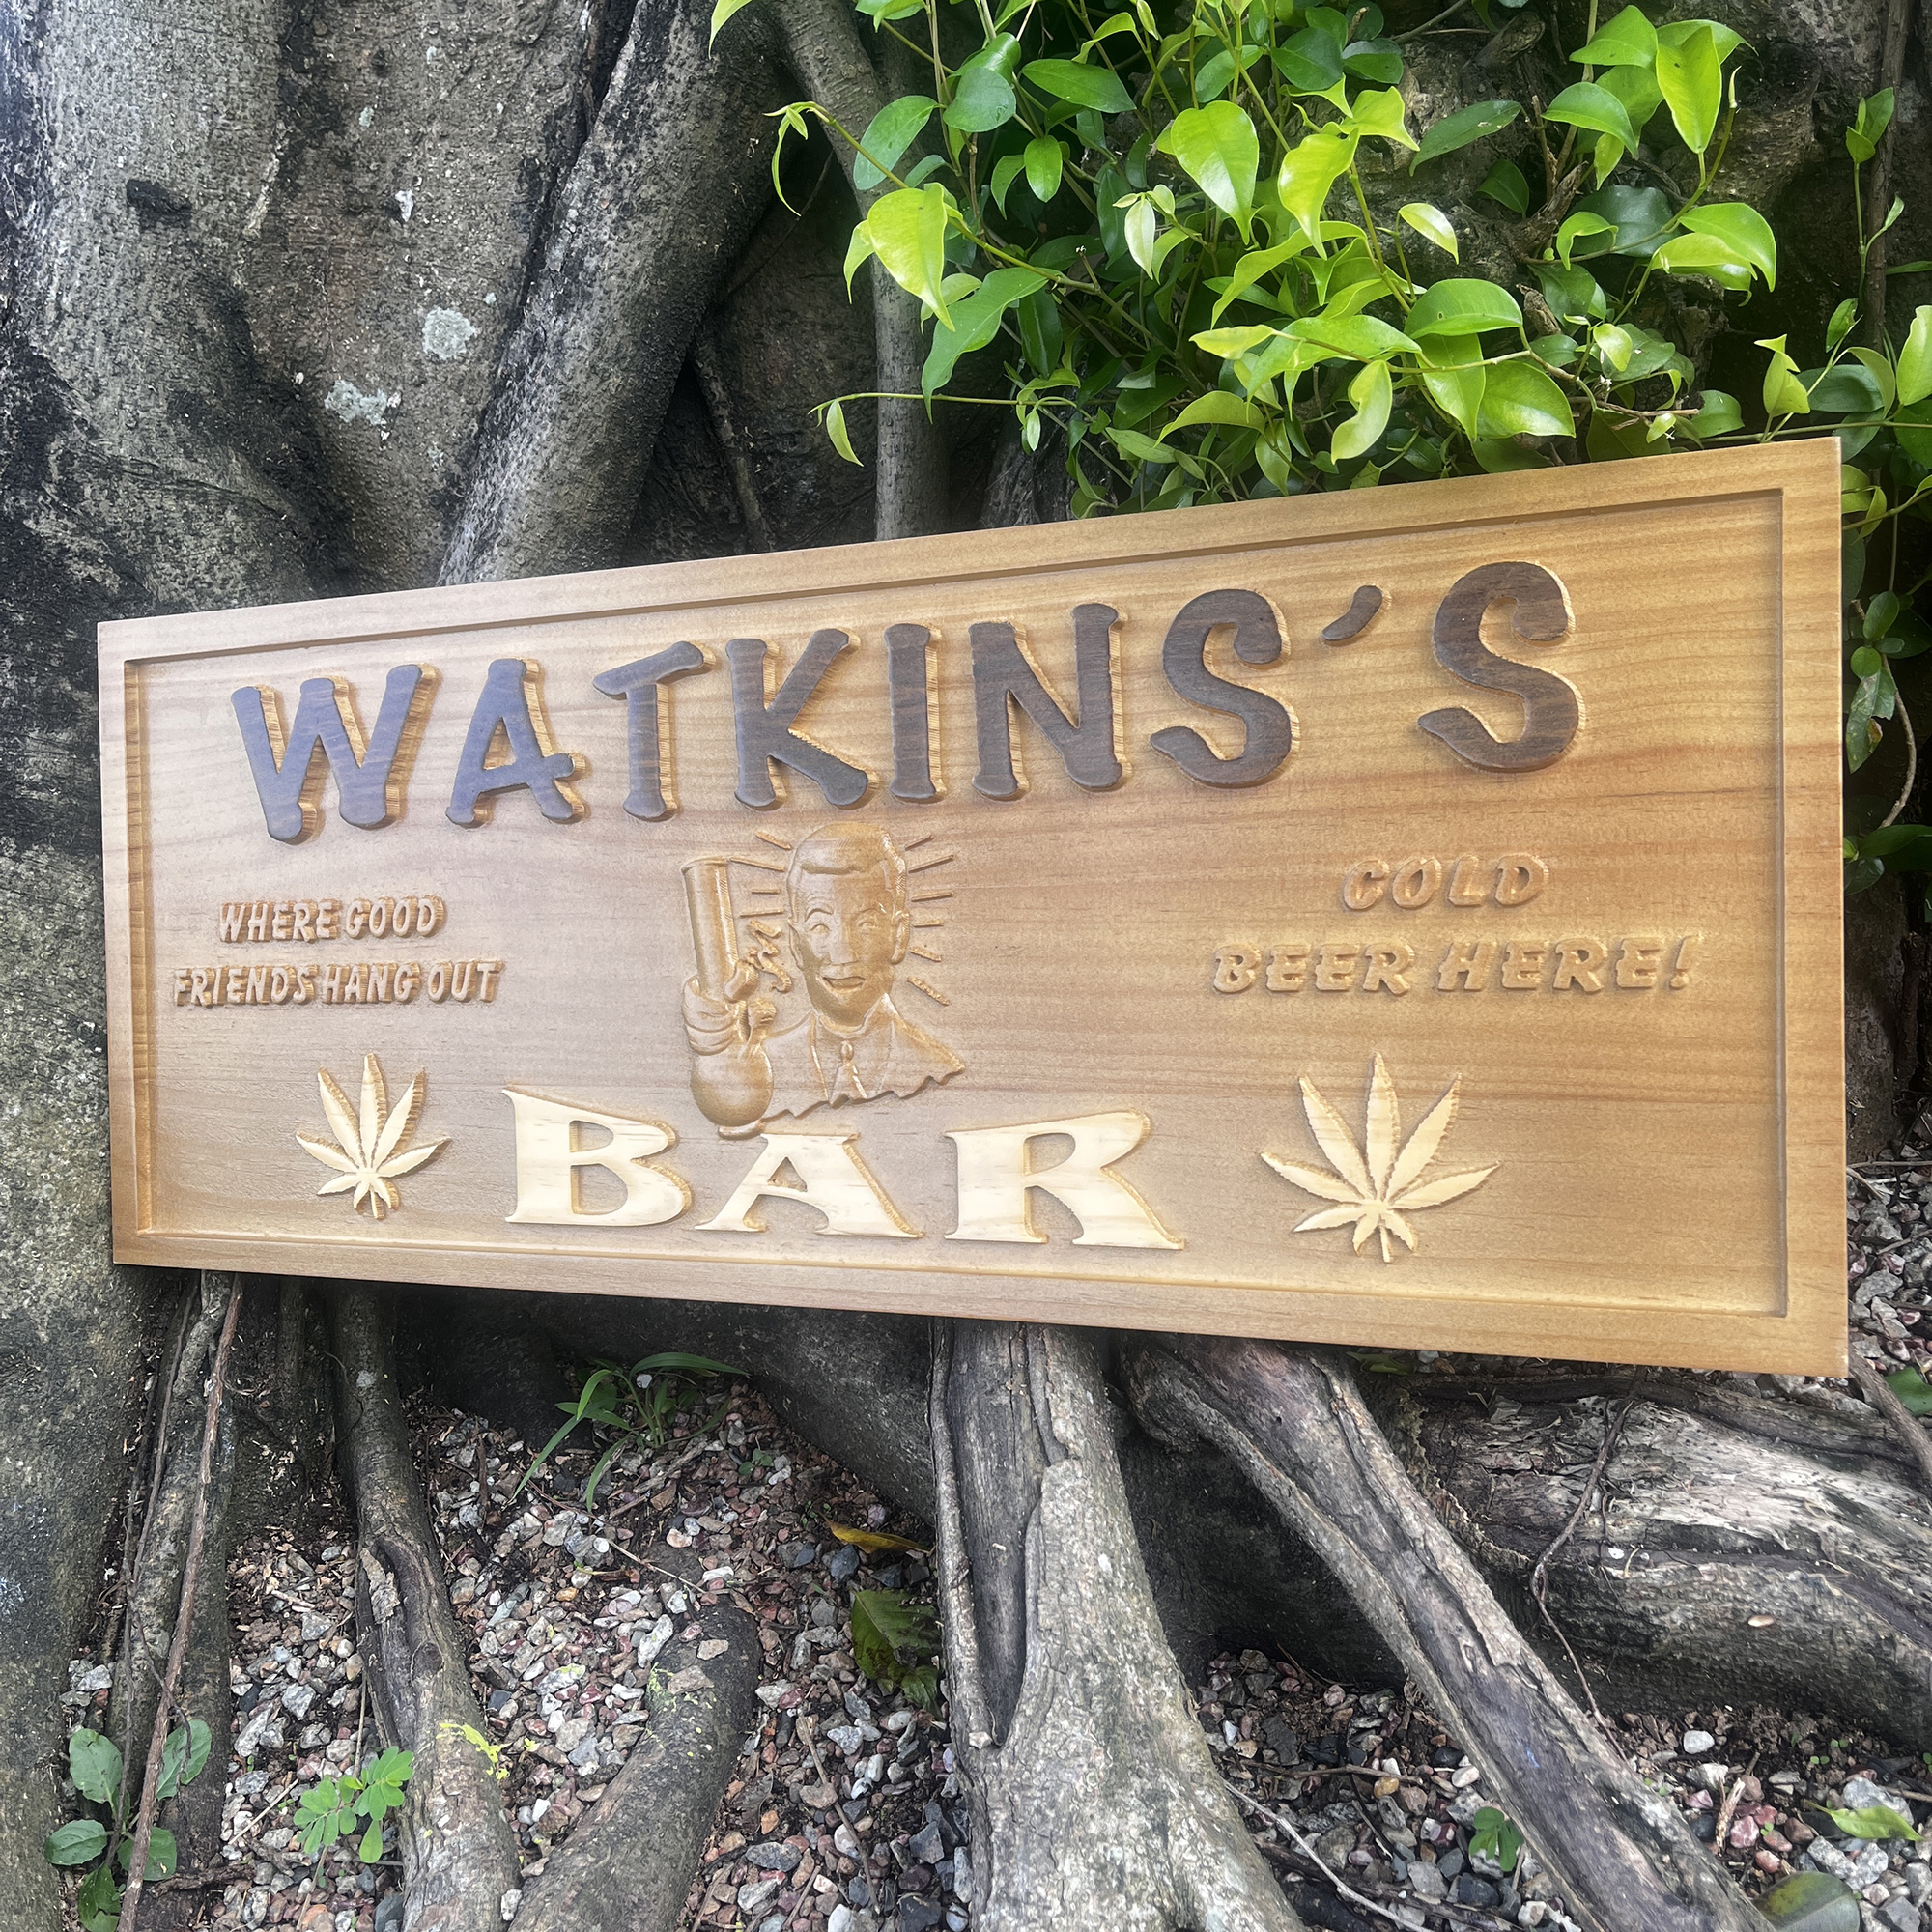 WATKINS'S
WHERE GOOD
FRIENDS HANG OUT
COLD
BEER HERE!
BAR